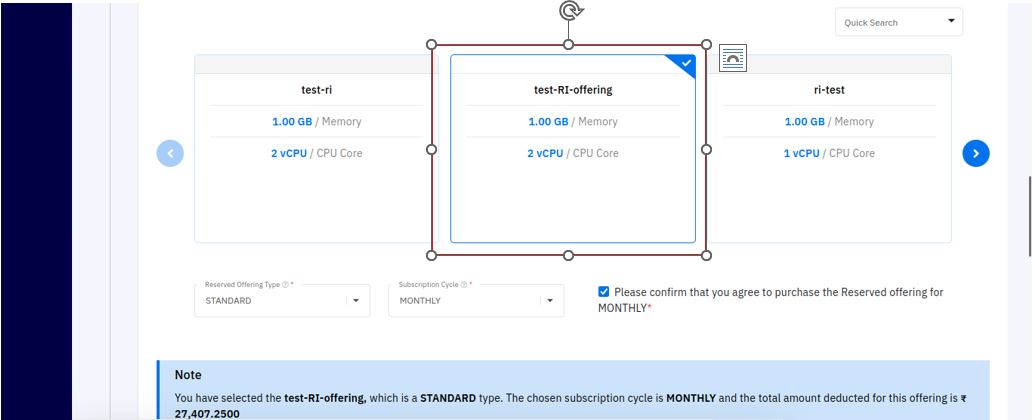 Quick Search
test-ri
1.00 GB / Memory
2 vCPU / CPU Core
test-RI-offering
1.00 GB / Memory
2 vCPU / CPU Core
ri-test
1.00 GB / Memory
1 vCPU / CPU Core
Reserved Offering Type ? *
STANDARD
Subscription Cycle ? *
MONTHLY
Please confirm that you agree to purchase the Reserved offering for
MONTHLY*
Note
You have selected the test-RI-offering, which is a STANDARD type. The chosen subscription cycle is MONTHLY and the total amount deducted for this offering is ₹
27,407.2500